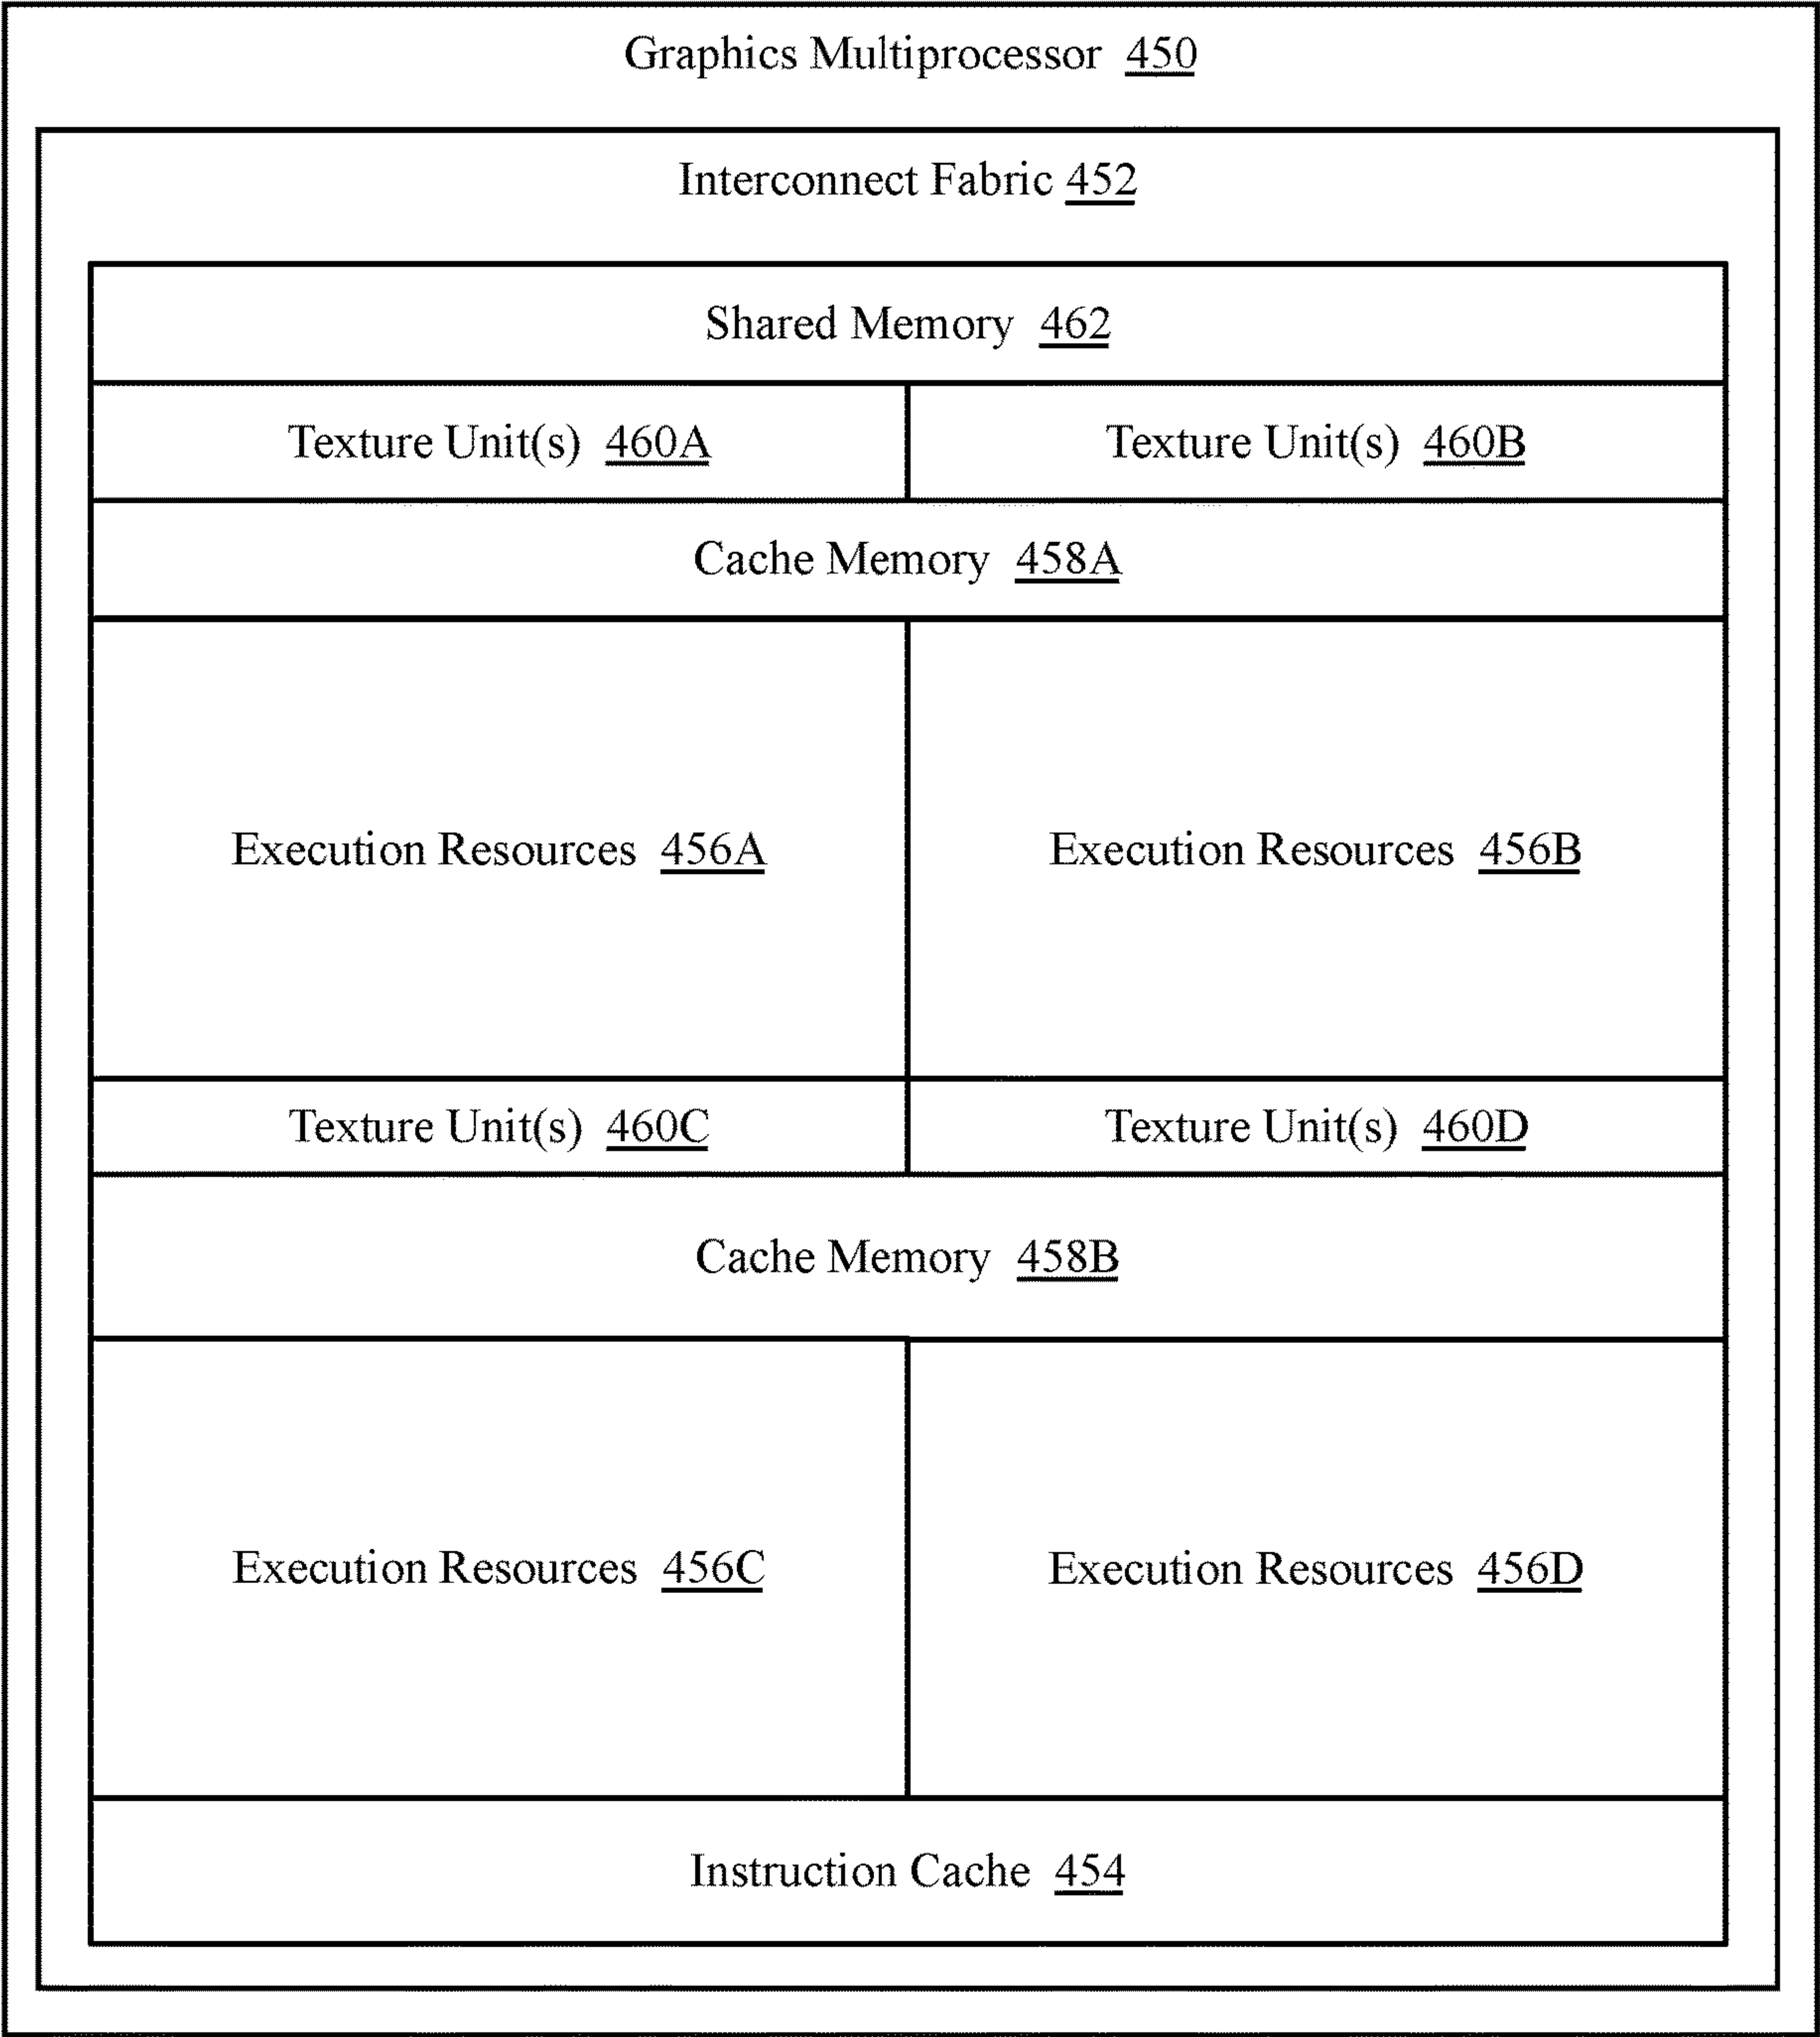 Graphics Multiprocessor 450
Interconnect Fabric 452
Shared Memory 462
Texture Unit(s) 460A
Texture Unit(s) 460B
Cache Memory 458A
Execution Resources 456A
Execution Resources 456B
Texture Unit(s) 460C
Texture Unit(s) 460D
Cache Memory 458B
Execution Resources 456C
Execution Resources 456D
Instruction Cache 454